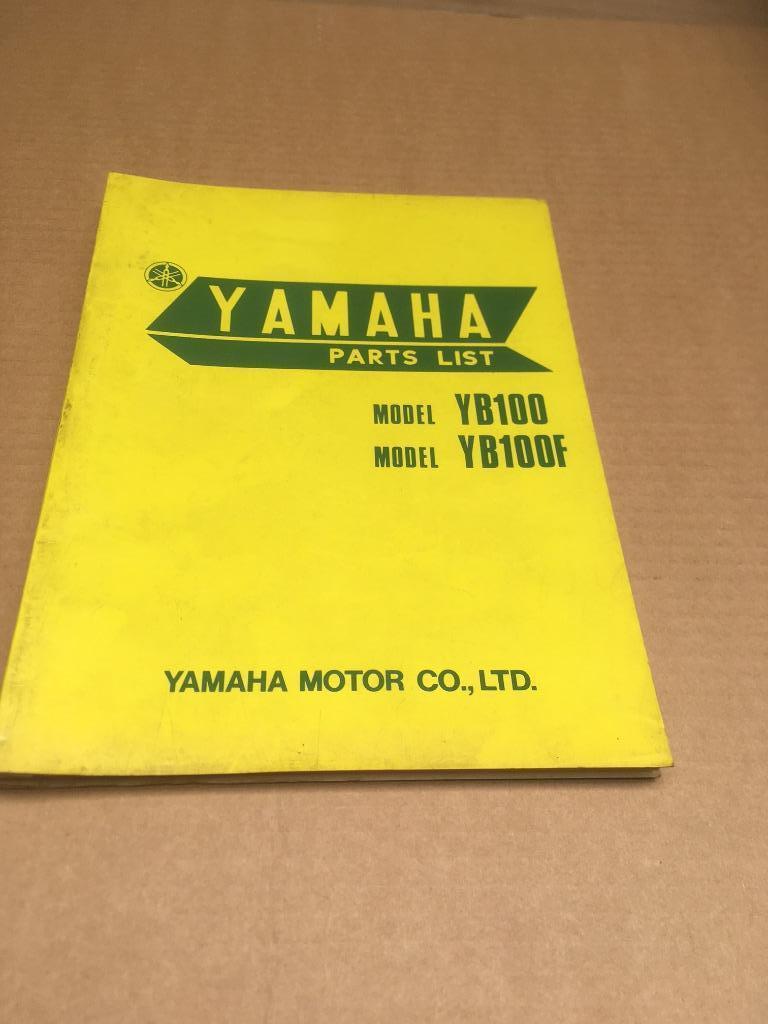 YAMAHA
PARTS LIST
MODEL YB100
MODEL YB100F
YAMAHA MOTOR CO., LTD.